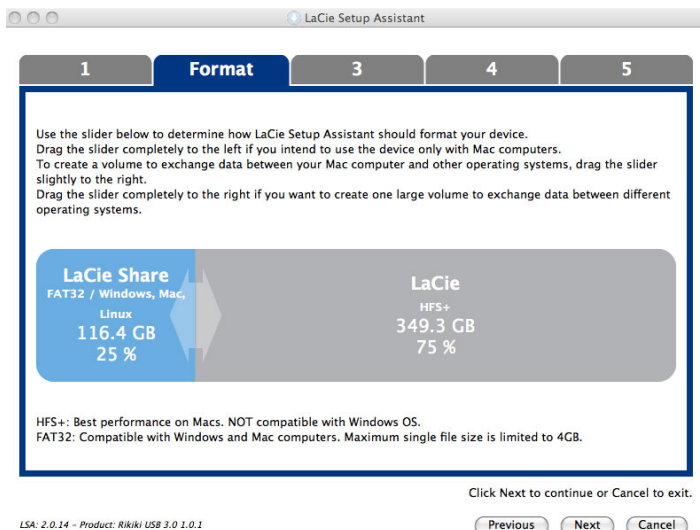 LaCie Setup Assistant
1
Format
3
4
5
Use the slider below to determine how LaCie Setup Assistant should format your device.
Drag the slider completely to the left if you intend to use the device only with Mac computers.
To create a volume to exchange data between your Mac computer and other operating systems, drag the slider
slightly to the right.
Drag the slider completely to the right if you want to create one large volume to exchange data between different
operating systems.
LaCie Share
FAT32 / Windows, Mac,
Linux
116.4 GB
25 %
LaCie
HFS+
349.3 GB
75 %
HFS+: Best performance on Macs. NOT compatible with Windows OS.
FAT32: Compatible with Windows and Mac computers. Maximum single file size is limited to 4GB.
Click Next to continue or Cancel to exit.
LSA: 2.0.14 – Product: Rikiki USB 3.0 1.0.1
Previous
Next
Cancel